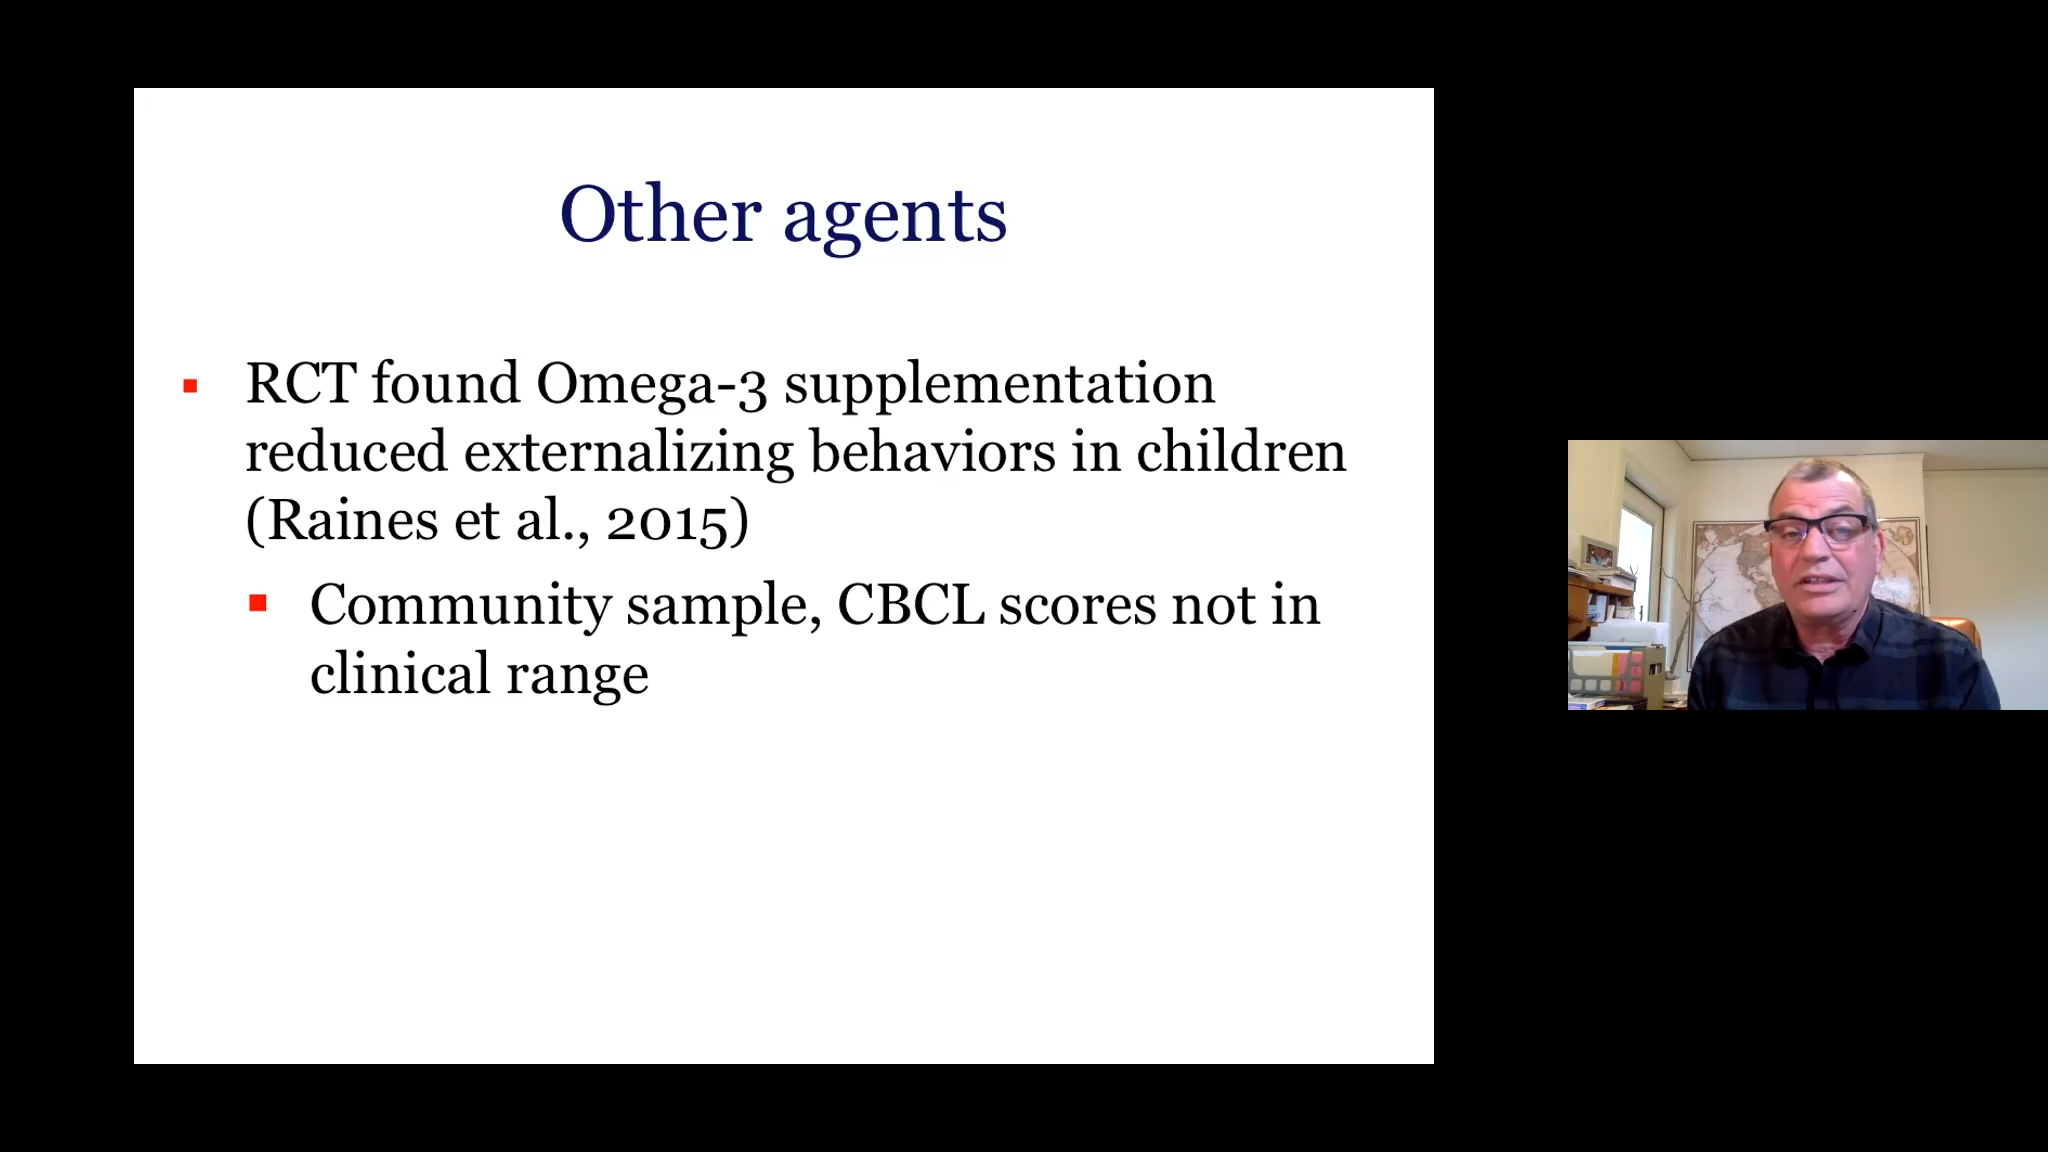 Other agents
RCT found Omega-3 supplementation
reduced externalizing behaviors in children
(Raines et al., 2015)
Community sample, CBCL scores not in
clinical range